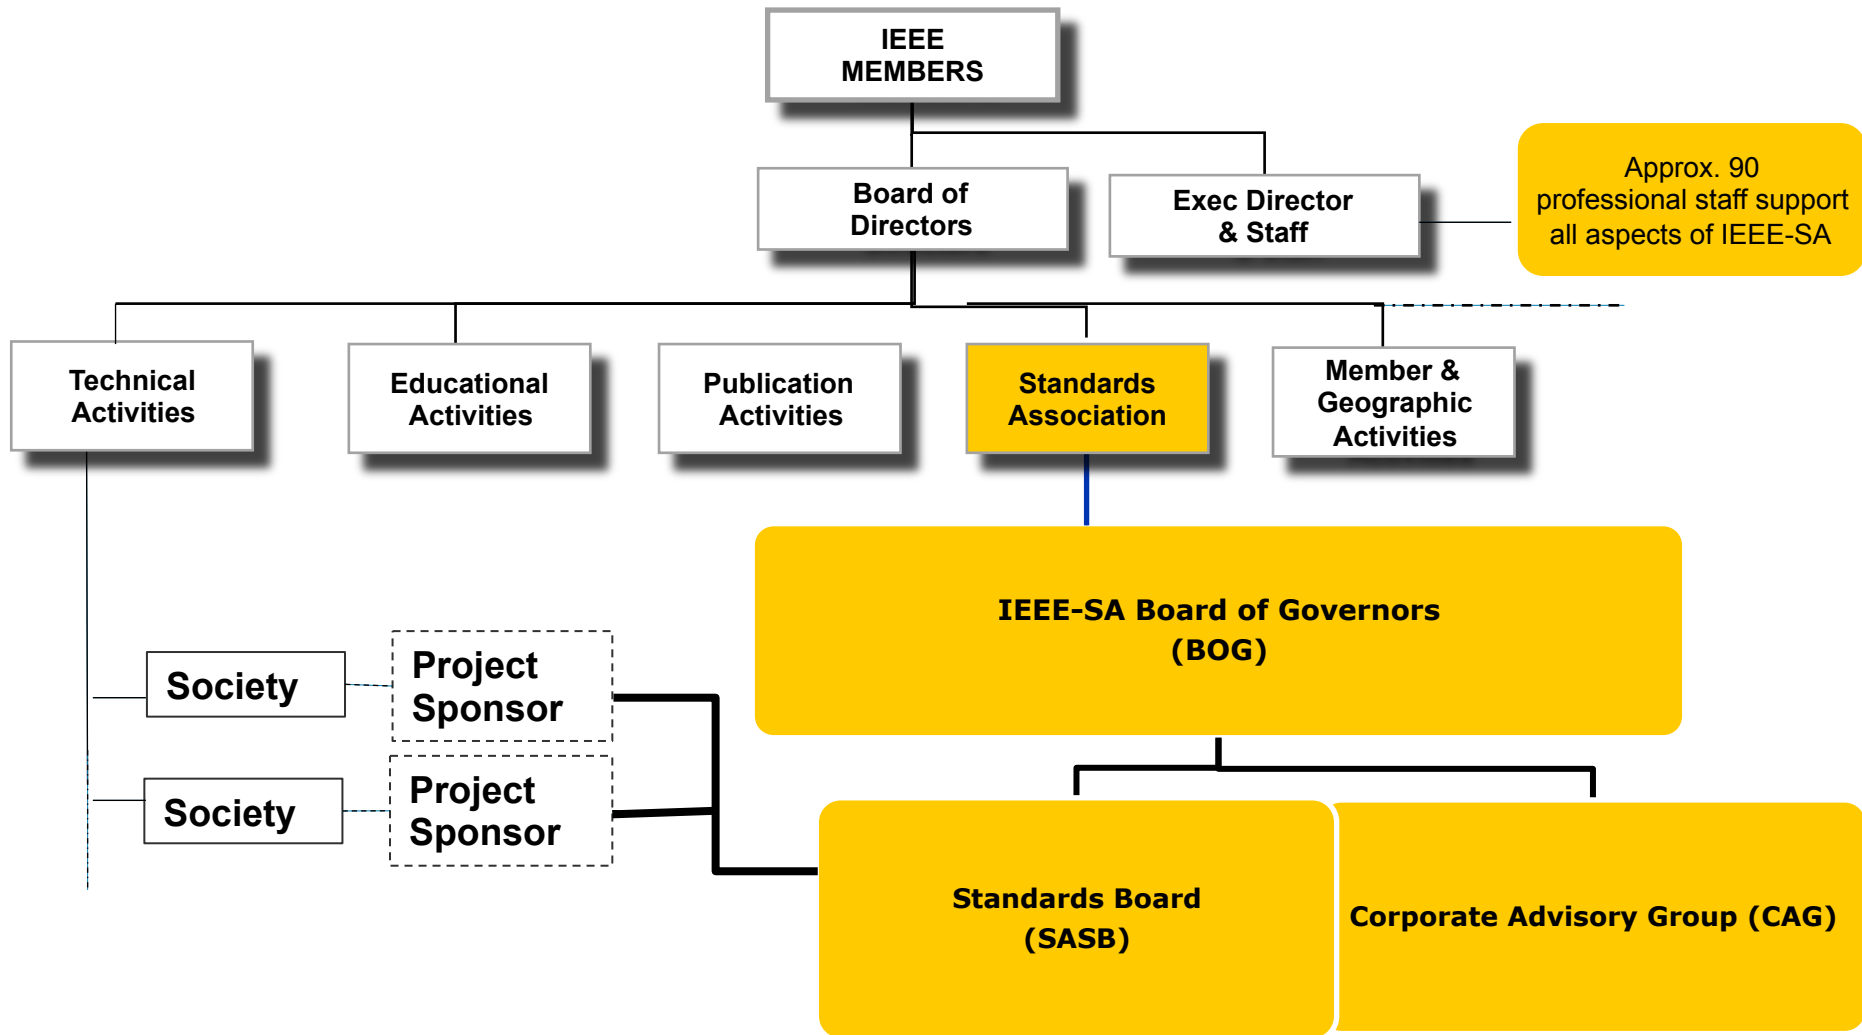 IEEE
MEMBERS
Board of
Directors
Exec Director
& Staff
Approx. 90
professional staff support
all aspects of IEEE-SA
Technical
Activities
Educational
Activities
Publication
Activities
Standards
Association
Member &
Geographic
Activities
IEEE-SA Board of Governors
(BOG)
Society
Project
Sponsor
Society
Project
Sponsor
Standards Board
(SASB)
Corporate Advisory Group (CAG)